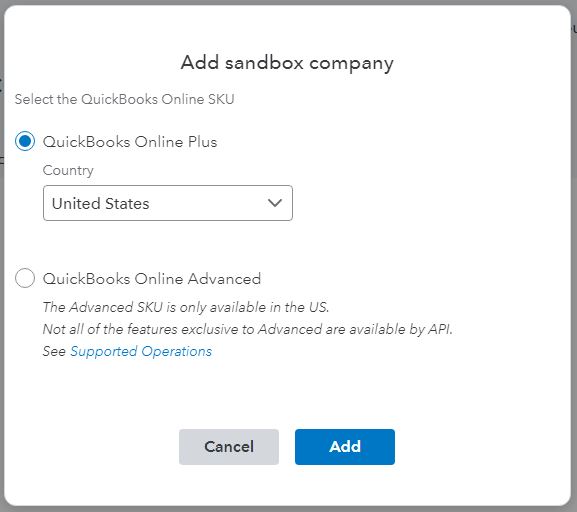 Add sandbox company
Select the QuickBooks Online SKU
QuickBooks Online Plus
Country
United States
QuickBooks Online Advanced
The Advanced SKU is only available in the US.
Not all of the features exclusive to Advanced are available by API.
See Supported Operations
Cancel
Add